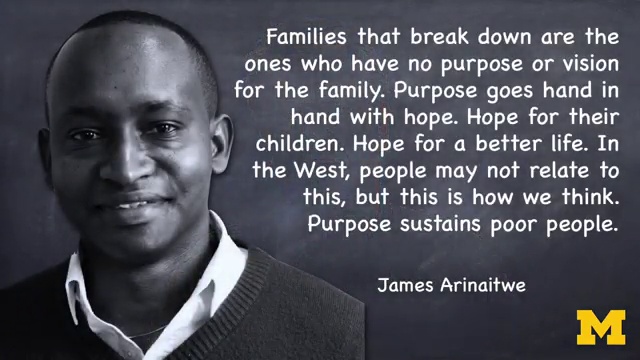 Families that break down are the
ones who have no purpose or vision
for the family. Purpose goes hand in
hand with hope. Hope for their
children. Hope for a better life. In
the West, people may not relate to
this, but this is how we think.
Purpose sustains poor people.
James Arinaitwe
M